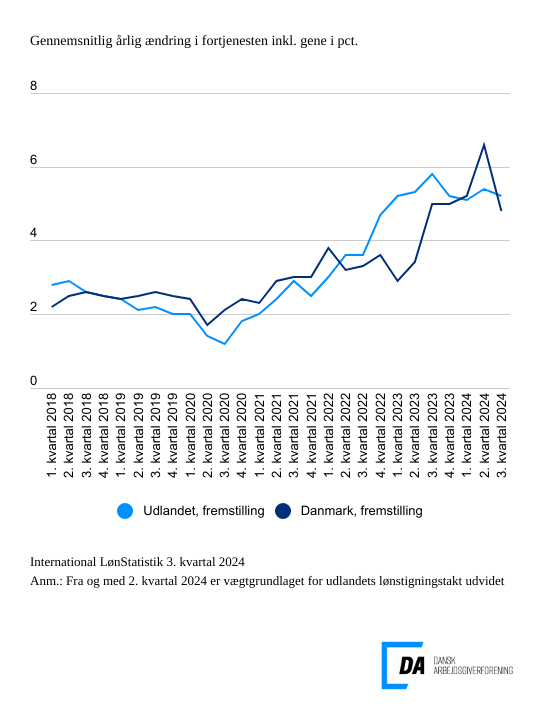 Gennemsnitlig årlig ændring i fortjenesten inkl. gene i pct.
8
6
4
2
0
1. kvartal 2018
2. kvartal 2018
3. kvartal 2018
4. kvartal 2018
1. kvartal 2019
2. kvartal 2019
3. kvartal 2019
4. kvartal 2019
1. kvartal 2020
2. kvartal 2020
3. kvartal 2020
4. kvartal 2020
1. kvartal 2021
2. kvartal 2021
3. kvartal 2021
4. kvartal 2021
1. kvartal 2022
2. kvartal 2022
3. kvartal 2022
4. kvartal 2022
1. kvartal 2023
2. kvartal 2023
3. kvartal 2023
4. kvartal 2023
1. kvartal 2024
2. kvartal 2024
3. kvartal 2024
Udlandet, fremstilling
Danmark, fremstilling
International LønStatistik 3. kvartal 2024
Anm.: Fra og med 2. kvartal 2024 er vægtgrundlaget for udlandets lønstigningstakt udvidet
DA
DANSK
ARBEJDSGIVERFORENING